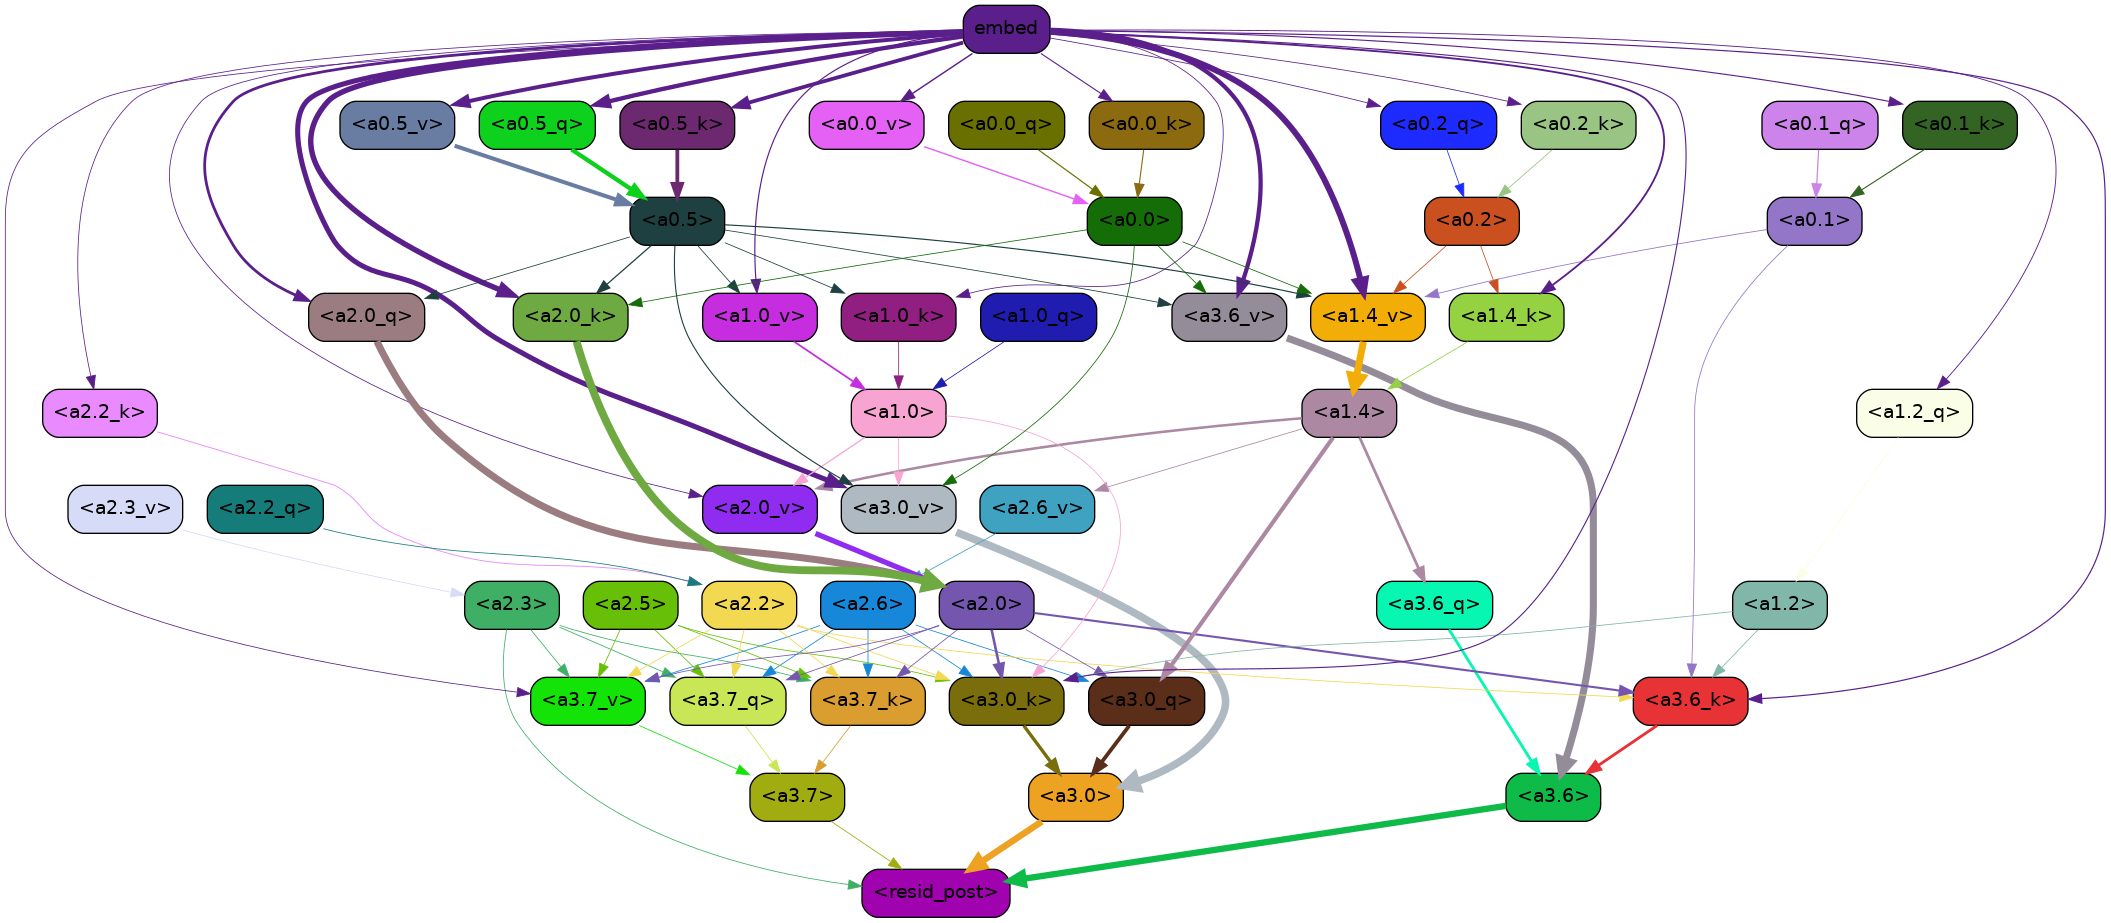 embed
<a0.5_v>
<a0.5_q>
<a0.5_k>
<a0.0_v>
<a0.0_q>
<a0.0_k>
<a0.2_q>
<a0.2_k>
<a0.1_q>
<a0.1_k>
<a0.5>
<a0.0>
<a0.2>
<a0.1>
<a2.0_q>
<a2.0_k>
<a1.0_v>
<a1.0_k>
<a1.0_q>
<a3.6_v>
<a1.4_v>
<a1.4_k>
<a2.2_k>
<a1.0>
<a1.4>
<a1.2_q>
<a2.3_v>
<a2.2_q>
<a2.0_v>
<a3.0_v>
<a2.6_v>
<a2.3>
<a2.5>
<a2.2>
<a2.6>
<a2.0>
<a3.6_q>
<a1.2>
<a3.7_v>
<a3.7_q>
<a3.7_k>
<a3.0_k>
<a3.0_q>
<a3.6_k>
<a3.7>
<a3.0>
<a3.6>
<resid_post>